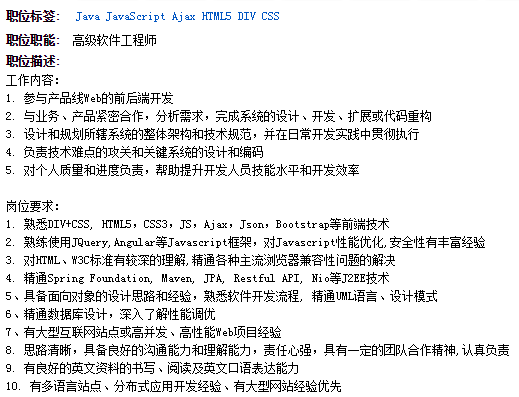 职位标签： Java JavaScript Ajax HTML5 DIV CSS
职位职能： 高级软件工程师
职位描述：
工作内容：
1. 参与产品线Web的前后端开发
2. 与业务、产品紧密合作，分析需求，完成系统的设计、开发、扩展或代码重构
3. 设计和规划所辖系统的整体架构和技术规范，并在日常开发实践中贯彻执行
4. 负责技术难点的攻关和关键系统的设计和编码
5. 对个人质量和进度负责，帮助提升开发人员技能水平和开发效率
岗位要求：
1. 熟悉DIV+CSS, HTML5，CSS3，JS，Ajax，Json，Bootstrap等前端技术
2. 熟练使用JQuery,Angular等Javascript框架，对Javascript性能优化,安全性有丰富经验
3. 对HTML、W3C标准有较深的理解,精通各种主流浏览器兼容性问题的解决
4. 精通Spring Foundation, Maven, JPA, Restful API, Nio等J2EE技术
5、具备面向对象的设计思路和经验，熟悉软件开发流程, 精通UML语言、设计模式
6、精通数据库设计，深入了解性能调优
7、有大型互联网站点或高并发、高性能Web项目经验
8. 思路清晰，具备良好的沟通能力和理解能力，责任心强，具有一定的团队合作精神,认真负责
9. 有良好的英文资料的书写、阅读及英文口语表达能力
10. 有多语言站点、分布式应用开发经验、有大型网站经验优先